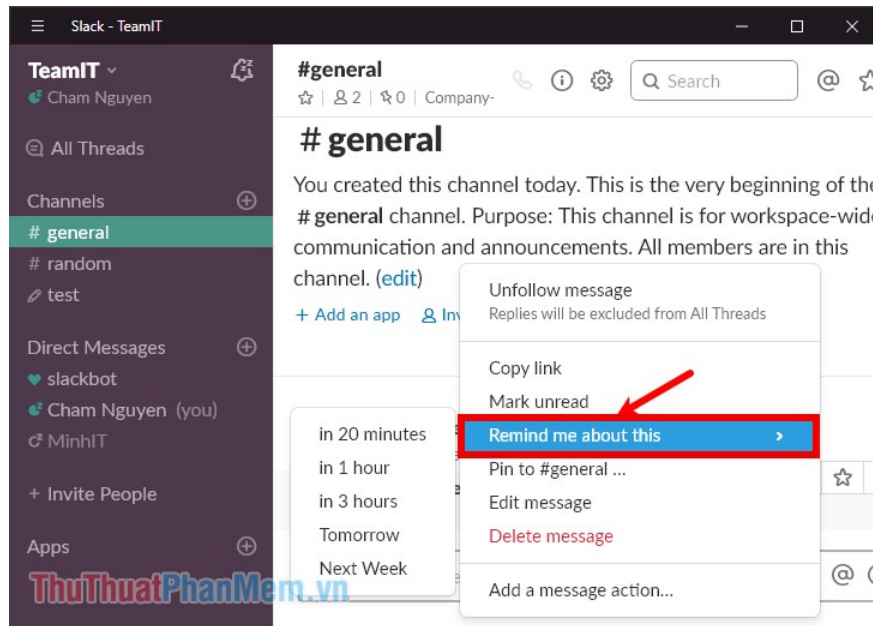 Slack - TeamIT
TeamIT
Cham Nguyen
All Threads
Channels
# general
# random
test
Direct Messages
slackbot
Cham Nguyen (you)
MinhIT
+ Invite People
Apps
#general
2 | 0 | Company-
Search
# general
You created this channel today. This is the very beginning of the
# general channel. Purpose: This channel is for workspace-wide
communication and announcements. All members are in this
channel. (edit)
+ Add an app Inv
Unfollow message
Replies will be excluded from All Threads
Copy link
Mark unread
Remind me about this
Pin to #general ...
Edit message
Delete message
Add a message action...
in 20 minutes
in 1 hour
in 3 hours
Tomorrow
Next Week
ThuThuatPhanMem.vn